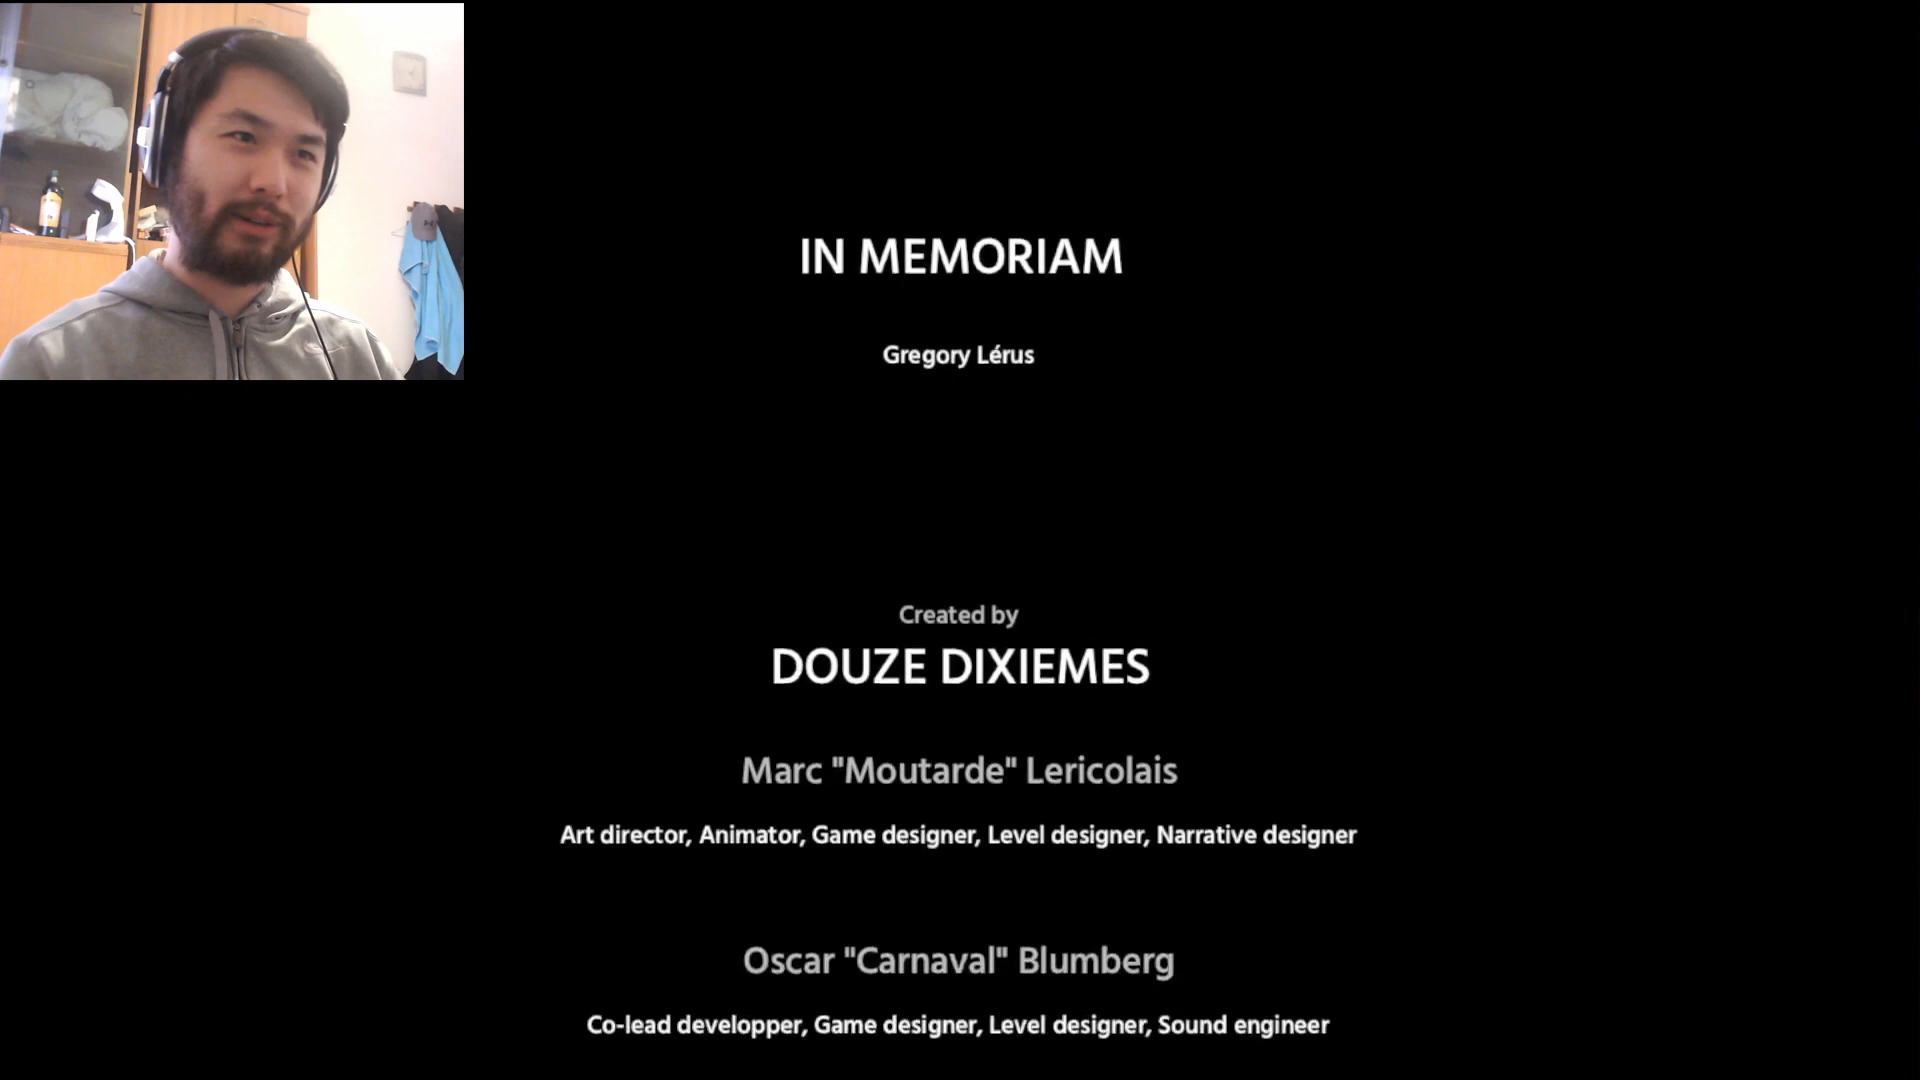 IN MEMORIAM
Gregory Lérus
Created by
DOUZE DIXIEMES
Marc "Moutarde" Lericolais
Art director, Animator, Game designer, Level designer, Narrative designer
Oscar "Carnaval" Blumberg
Co-lead developper, Game designer, Level designer, Sound engineer